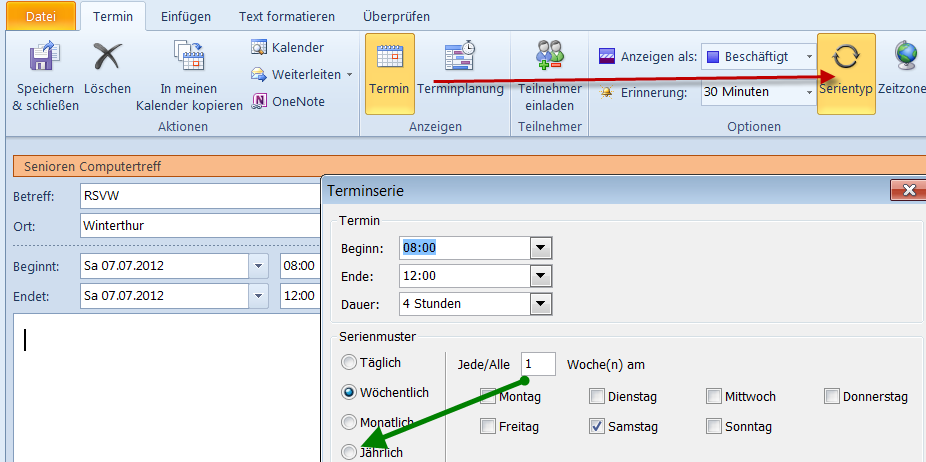 Datei Termin Einfügen Text formatieren Überprüfen
Speichern & schließen
Löschen
In meinen Kalender kopieren
Kalender
Weiterleiten
OneNote
Aktionen
Termin
Terminplanung
Anzeigen
Teilnehmer einladen
Teilnehmer
Anzeigen als: Beschäftigt
Erinnerung: 30 Minuten
Serientyp
Zeitzone
Optionen
Senioren Computertreff
Betreff: RSVW
Ort: Winterthur
Beginnt: Sa 07.07.2012 08:00
Endet: Sa 07.07.2012 12:00
Terminserie
Termin
Beginn: 08:00
Ende: 12:00
Dauer: 4 Stunden
Serienmuster
Täglich
Wöchentlich
Monatlich
Jährlich
Jede/Alle 1 Woche(n) am
Montag Dienstag Mittwoch Donnerstag
Freitag Samstag Sonntag